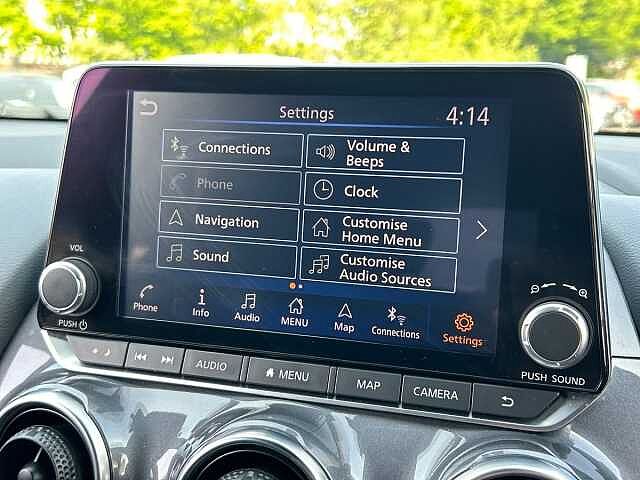 Settings
4:14
Connections
Volume &
Beeps
Phone
Clock
Navigation
Customise
Home Menu
Sound
Customise
Audio Sources
Phone
Info
Audio
MENU
Map
Connections
Settings
VOL
PUSH
PUSH SOUND
AUDIO
MENU
MAP
CAMERA